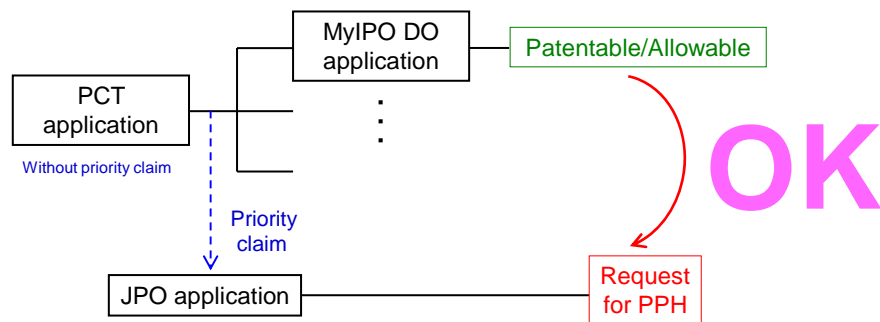 MyIPO DO
application
Patentable/Allowable
PCT
application
Without priority claim
OK
Priority
claim
JPO application
Request
for PPH